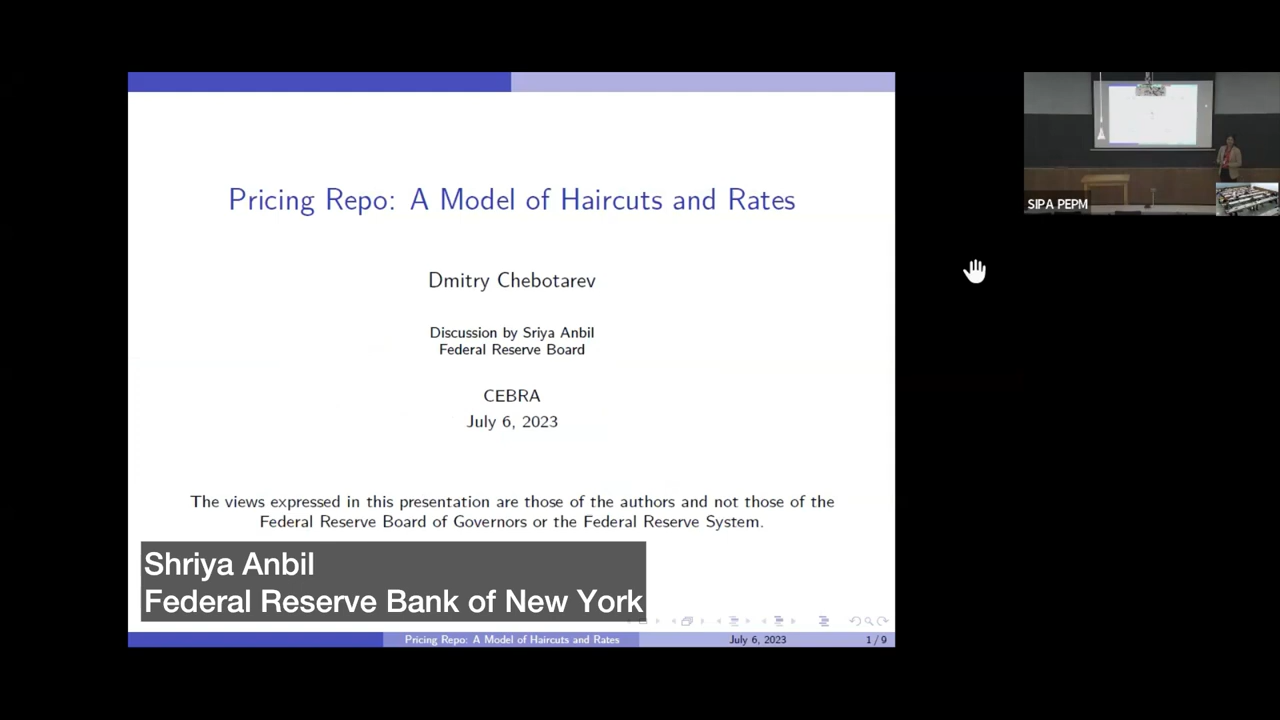 Pricing Repo: A Model of Haircuts and Rates
Dmitry Chebotarev
Discussion by Sriya Anbil
Federal Reserve Board
CEBRA
July 6, 2023
The views expressed in this presentation are those of the authors and not those of the
Federal Reserve Board of Governors or the Federal Reserve System.
Shriya Anbil
Federal Reserve Bank of New York
Pricing Repo: A Model of Haircuts and Rates
July 6, 2023
1 / 9
SIPA PEPM